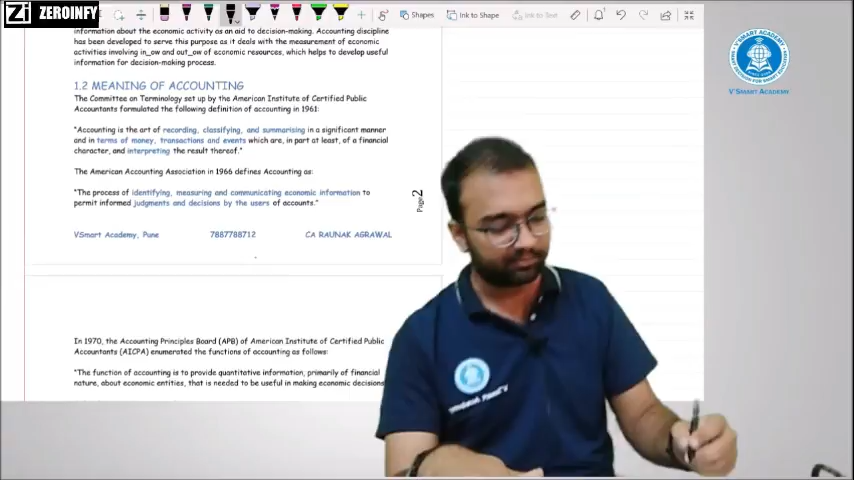 Zi ZEROINFY
Shapes
Ink to Shape
Ink to Text
information about the economic activity as an aid to decision-making. Accounting discipline
has been developed to serve this purpose as it deals with the measurement of economic
activities involving in_ow and out_ow of economic resources, which helps to develop useful
information for decision-making process.
1.2 MEANING OF ACCOUNTING
The Committee on Terminology set up by the American Institute of Certified Public
Accountants formulated the following definition of accounting in 1961:
"Accounting is the art of recording, classifying, and summarising in a significant manner
and in terms of money, transactions and events which are, in part at least, of a financial
character, and interpreting the result thereof."
The American Accounting Association in 1966 defines Accounting as:
"The process of identifying, measuring and communicating economic information to
permit informed judgments and decisions by the users of accounts."
Page2
VSmart Academy, Pune 7887788712 CA RAUNAK AGRAWAL
In 1970, the Accounting Principles Board (APB) of American Institute of Certified Public
Accountants (AICPA) enumerated the functions of accounting as follows:
"The function of accounting is to provide quantitative information, primarily of financial
nature, about economic entities, that is needed to be useful in making economic decisions
V'SMART ACADEMY
V'SMART ACADEMY